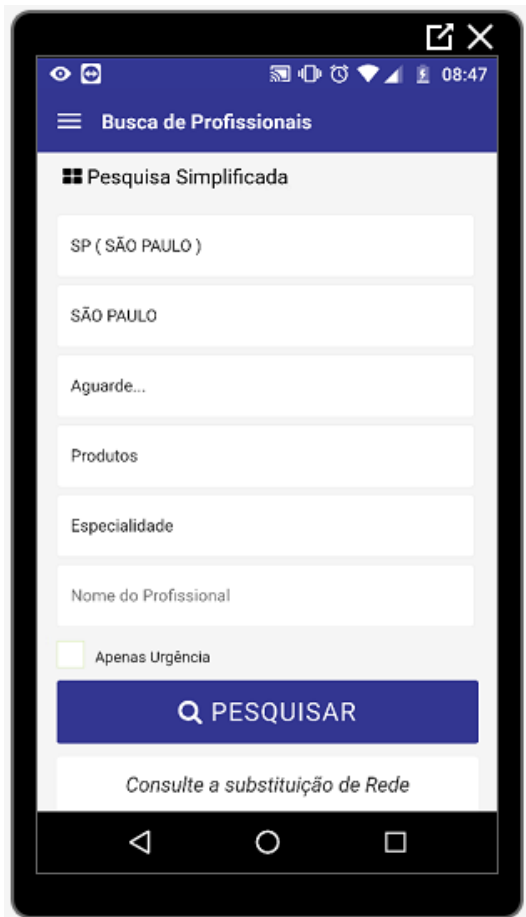 08:47
Busca de Profissionais
Pesquisa Simplificada
SP ( SÃO PAULO )
SÃO PAULO
Aguarde...
Produtos
Especialidade
Nome do Profissional
Apenas Urgência
PESQUISAR
Consulte a substituição de Rede